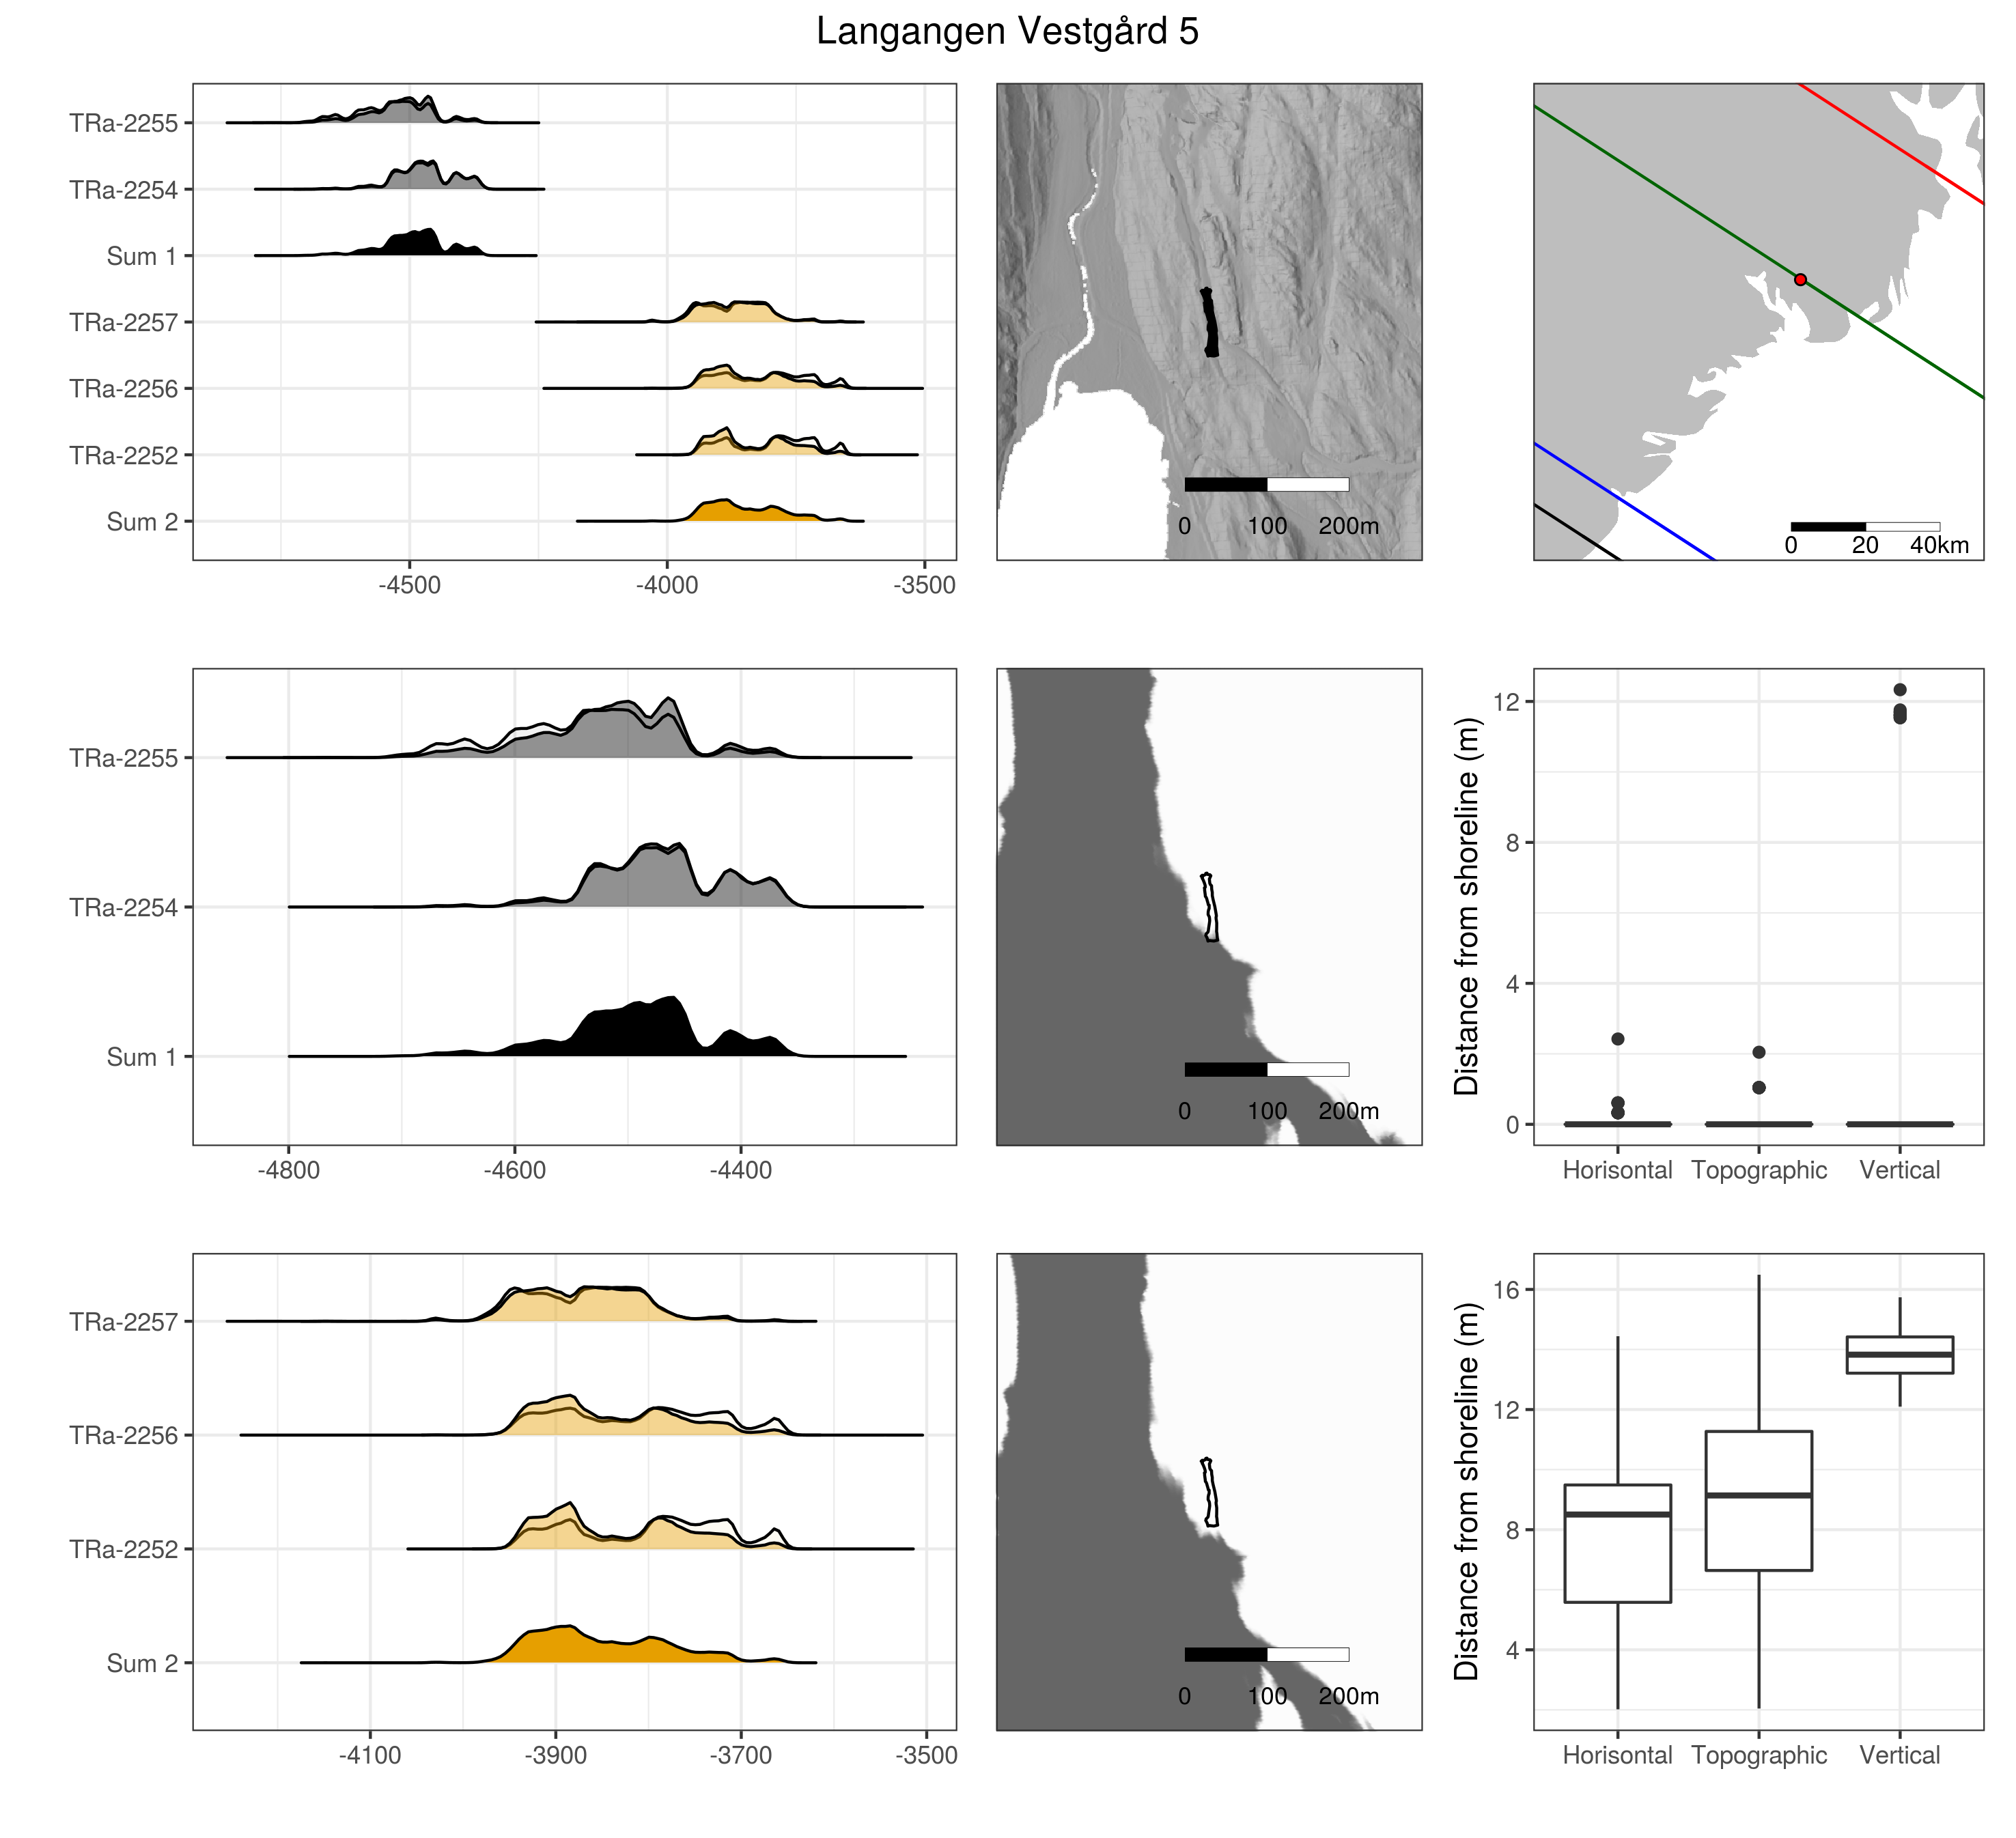 Langangen Vestgård 5
TRa-2255
TRa-2254
Sum 1
TRa-2257
TRa-2256
TRa-2252
Sum 2
-4500 -4000 -3500
0 100 200m
0 20 40km
TRa-2255
TRa-2254
Sum 1
-4800 -4600 -4400
0 100 200m
Distance from shoreline (m)
12
8
4
0
Horisontal Topographic Vertical
TRa-2257
TRa-2256
TRa-2252
Sum 2
-4100 -3900 -3700 -3500
0 100 200m
Distance from shoreline (m)
16
12
8
4
Horisontal Topographic Vertical